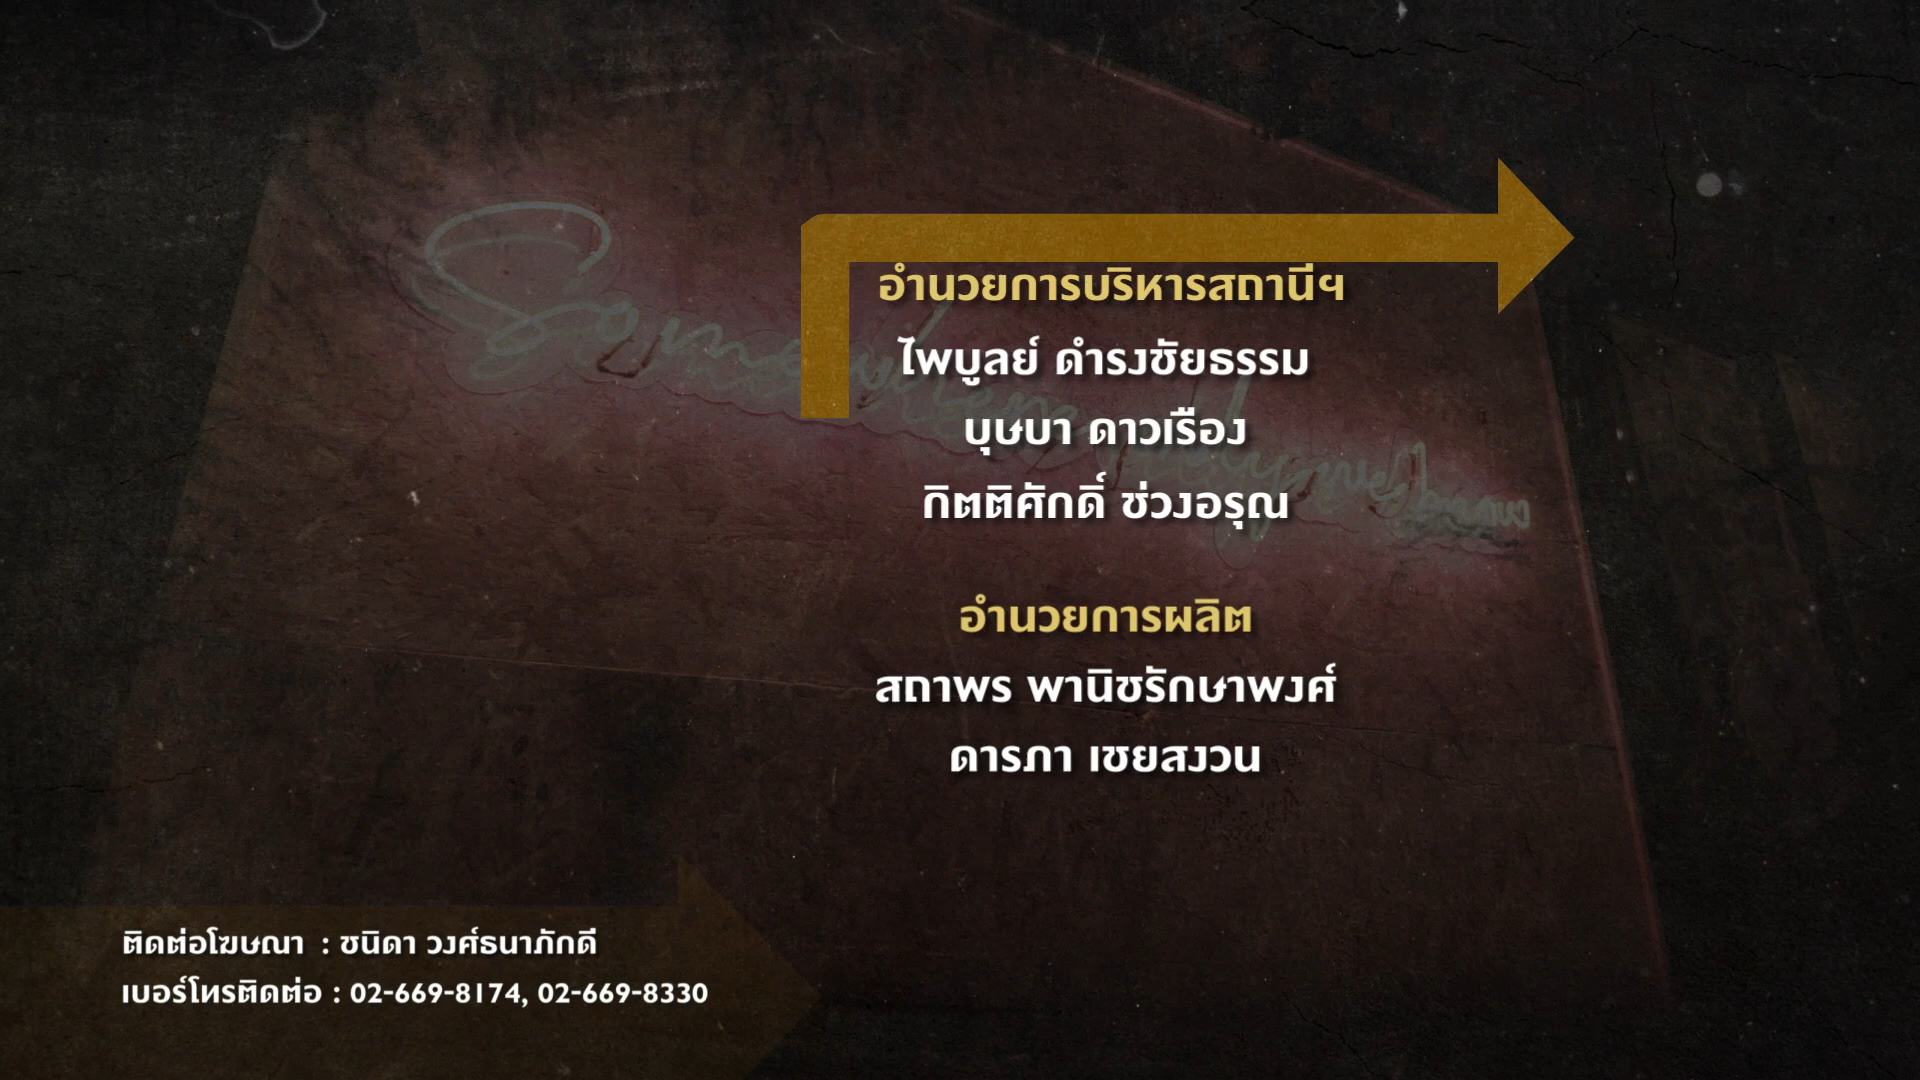 อำนวยการบริหารสถานีฯ
ไพบูลย์ ดำรงชัยธรรม
บุษบา ดาวเรือง
กิตติศักดิ์ ช่วงอรุณ
อำนวยการผลิต
สถาพร พานิชรักษาพงศ์
ดารภา เชยสงวน
ติดต่อโฆษณา : ชนิดา วงศ์ธนาภักดี
เบอร์โทรติดต่อ : 02-669-8174, 02-669-8330